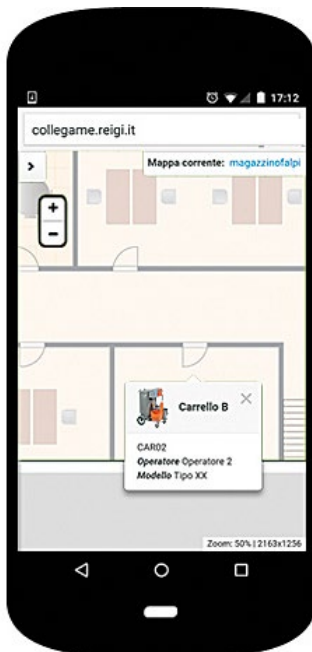 17:12
collegame.reigi.it
Mappa corrente: magazzinofalpi
+
−
Carrello B
CAR02
Operatore Operatore 2
Modello Tipo XX
Zoom: 50% | 2163x1256